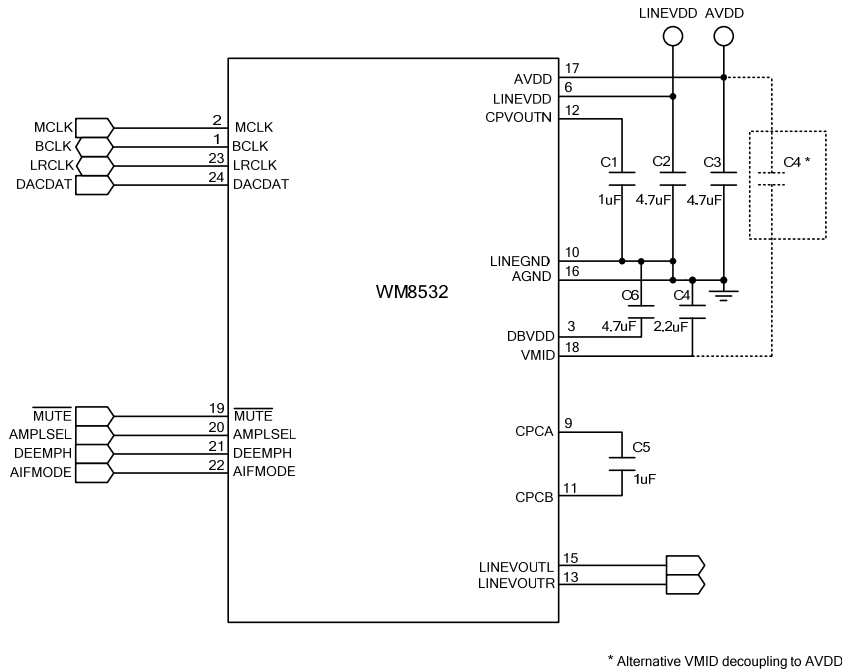 LINEVDD AVDD
17
AVDD
6
LINEVDD
12
CPVOUTN
MCLK 2 MCLK
BCLK 1 BCLK
LRCLK 23 LRCLK
DACDAT 24 DACDAT
C1 C2 C3 C4 *
1uF 4.7uF 4.7uF
LINEGND 10
AGND 16
WM8532
C6 C4
4.7uF 2.2uF
DBVDD 3
VMID 18
MUTE 19 MUTE
AMPLSEL 20 AMPLSEL
DEEMPH 21 DEEMPH
AIFMODE 22 AIFMODE
CPCA 9
C5
1uF
CPCB 11
LINEVOUTL 15
LINEVOUTR 13
* Alternative VMID decoupling to AVDD